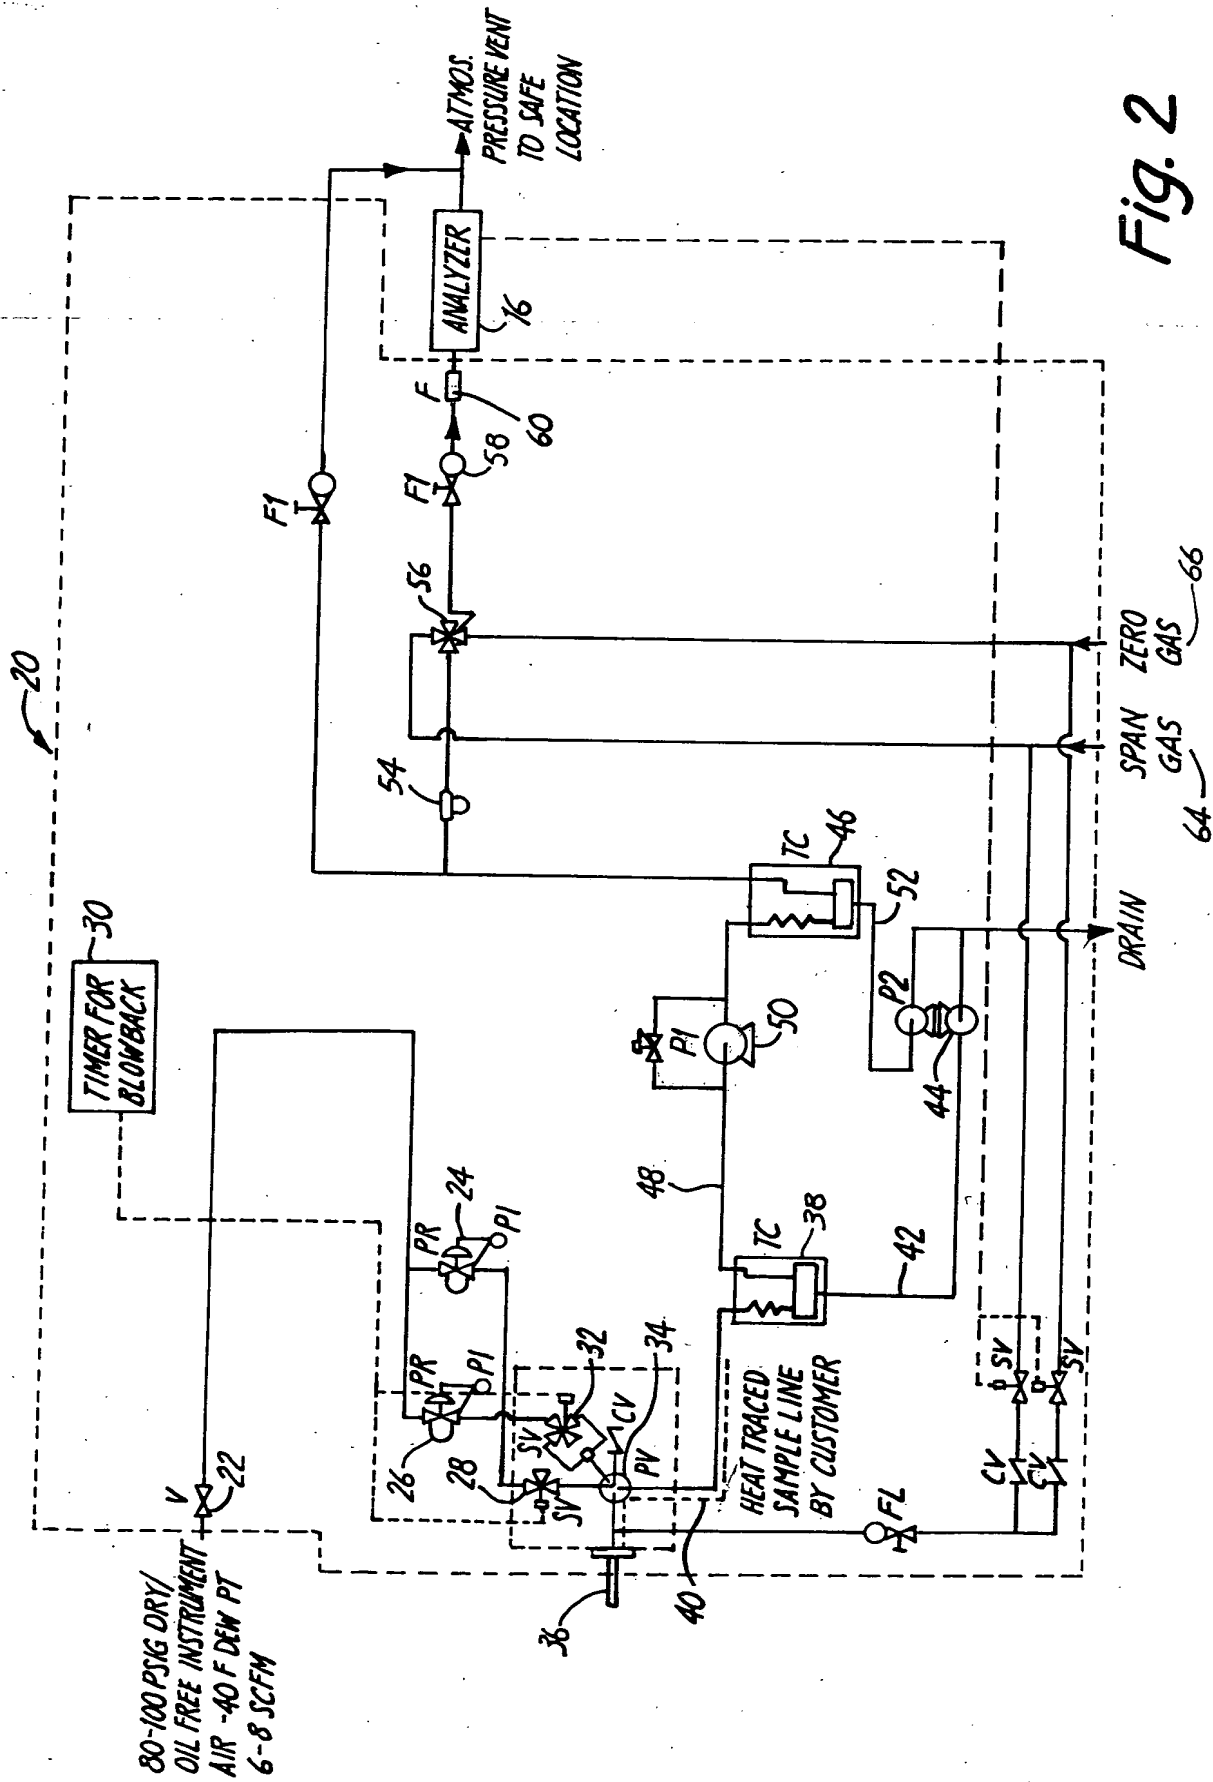 20
TIMER FOR
BLOWBACK
30
80-100 PSIG DRY/
OIL FREE INSTRUMENT
AIR -40 F DEW PT
6-8 SCFM
V
22
PR
24
PI
PR
26
PI
28
SV
SV
32
CV
PV
34
36
40
HEAT TRACED
SAMPLE LINE
BY CUSTOMER
TC
38
42
48
P1
50
TC
46
52
P2
44
54
56
F1
F1
58
F
60
ANALYZER
16
ATMOS.
PRESSURE VENT
TO SAFE
LOCATION
FL
CV
CV
SV
SV
DRAIN
SPAN
GAS
64
ZERO
GAS
66
Fig. 2